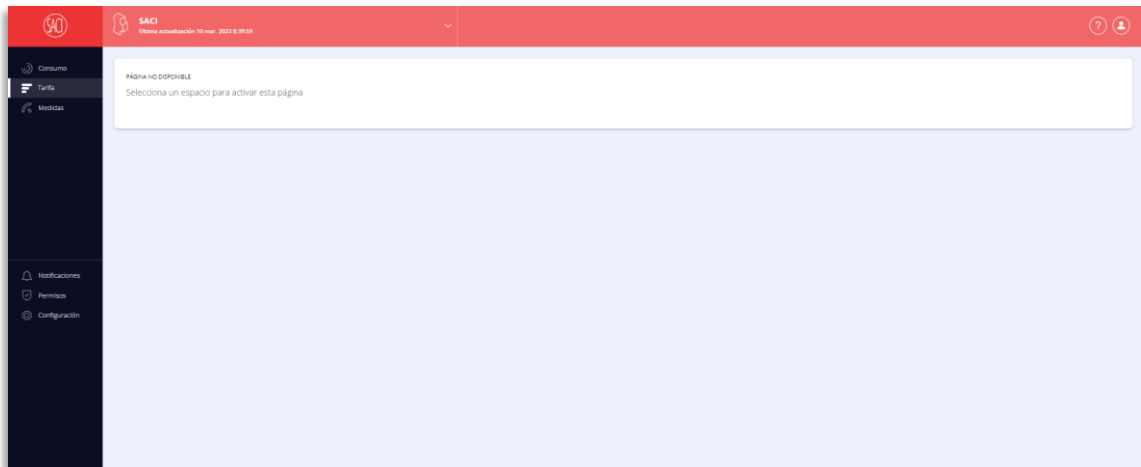 SACI
SACI
Última actualización 10 mar. 2023 8:39:59
?
Consumo
Tarifa
Medidas
PÁGINA NO DISPONIBLE
Selecciona un espacio para activar esta página
Notificaciones
Permisos
Configuración